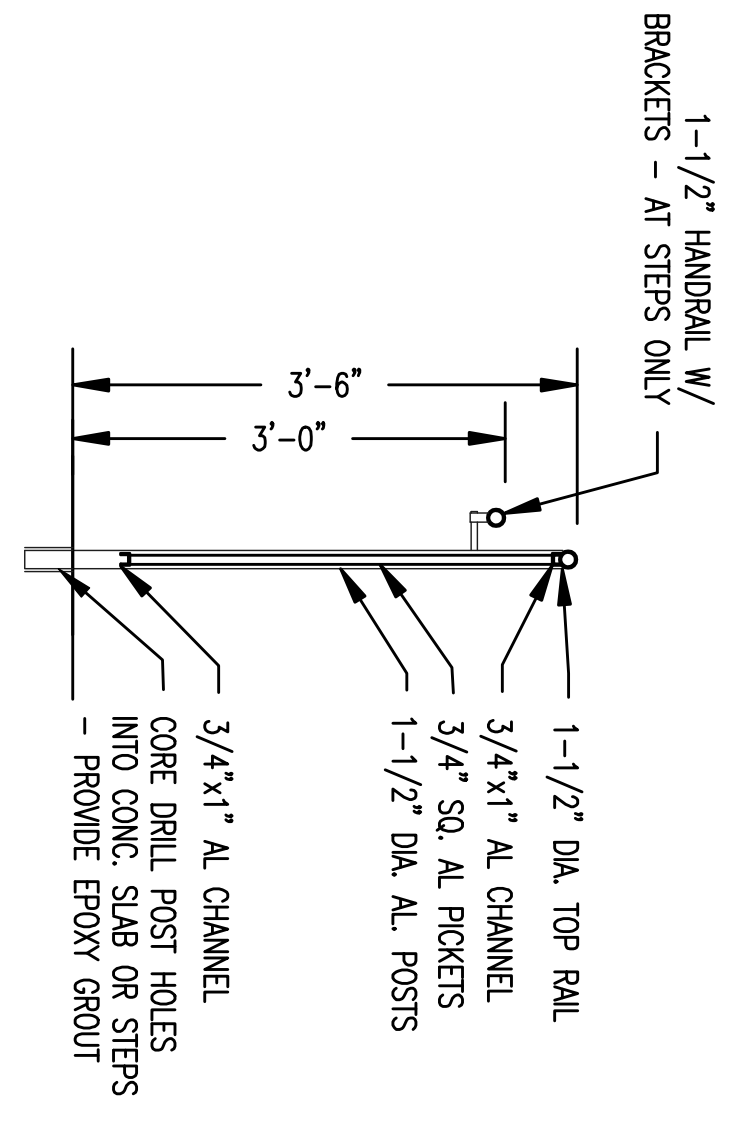 1-1/2" HANDRAIL W/
BRACKETS - AT STEPS ONLY
3'-6"
3'-0"
1-1/2" DIA. TOP RAIL
3/4"x1" AL CHANNEL
3/4" SQ. AL PICKETS
1-1/2" DIA. AL. POSTS
3/4"x1" AL CHANNEL
CORE DRILL POST HOLES
INTO CONC. SLAB OR STEPS
- PROVIDE EPOXY GROUT